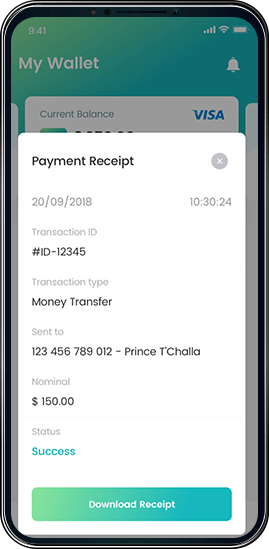 9:41
My Wallet
Current Balance
VISA
Payment Receipt
20/09/2018 10:30:24
Transaction ID
#ID-12345
Transaction type
Money Transfer
Sent to
123 456 789 012 - Prince T'Challa
Nominal
$ 150.00
Status
Success
Download Receipt